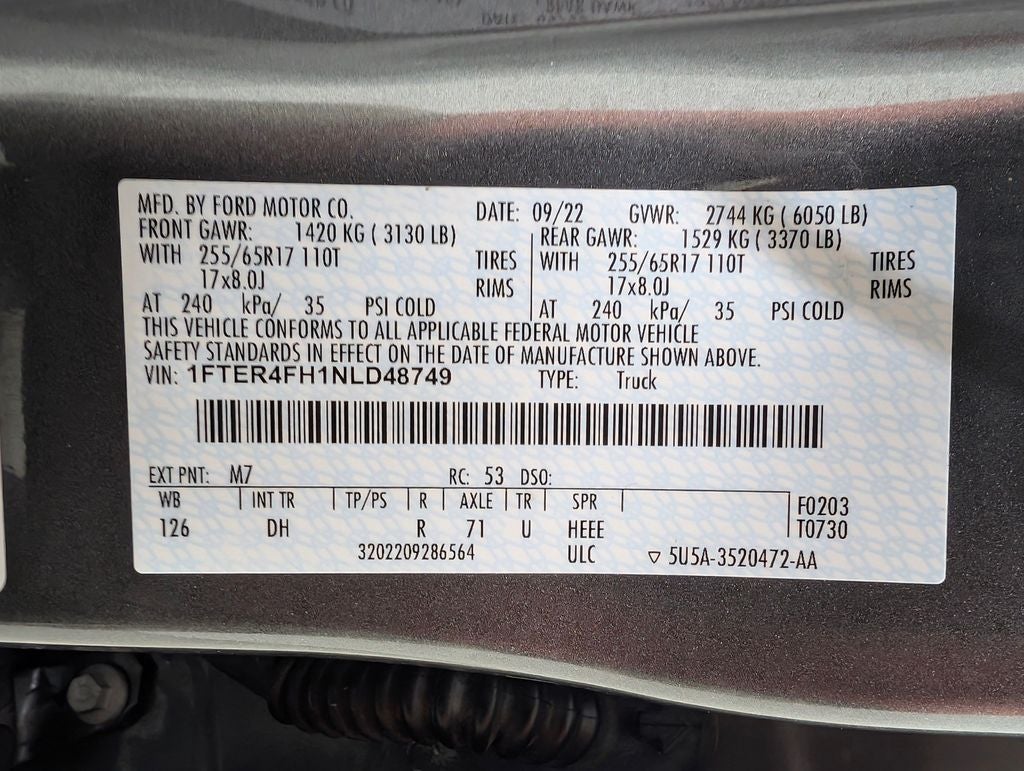 MFD. BY FORD MOTOR CO. DATE: 09/22 GVWR: 2744 KG ( 6050 LB)
FRONT GAWR: 1420 KG ( 3130 LB) REAR GAWR: 1529 KG ( 3370 LB)
WITH 255/65R17 110T TIRES WITH 255/65R17 110T TIRES
17x8.0J RIMS 17x8.0J RIMS
AT 240 kPa/ 35 PSI COLD AT 240 kPa/ 35 PSI COLD
THIS VEHICLE CONFORMS TO ALL APPLICABLE FEDERAL MOTOR VEHICLE
SAFETY STANDARDS IN EFFECT ON THE DATE OF MANUFACTURE SHOWN ABOVE.
VIN: 1FTER4FH1NLD48749 TYPE: Truck
EXT PNT: M7 RC: 53 DSO:
WB INT TR TP/PS R AXLE TR SPR F0203
126 DH R 71 U HEEE T0730
3202209286564 ULC ▽ 5U5A-3520472-AA